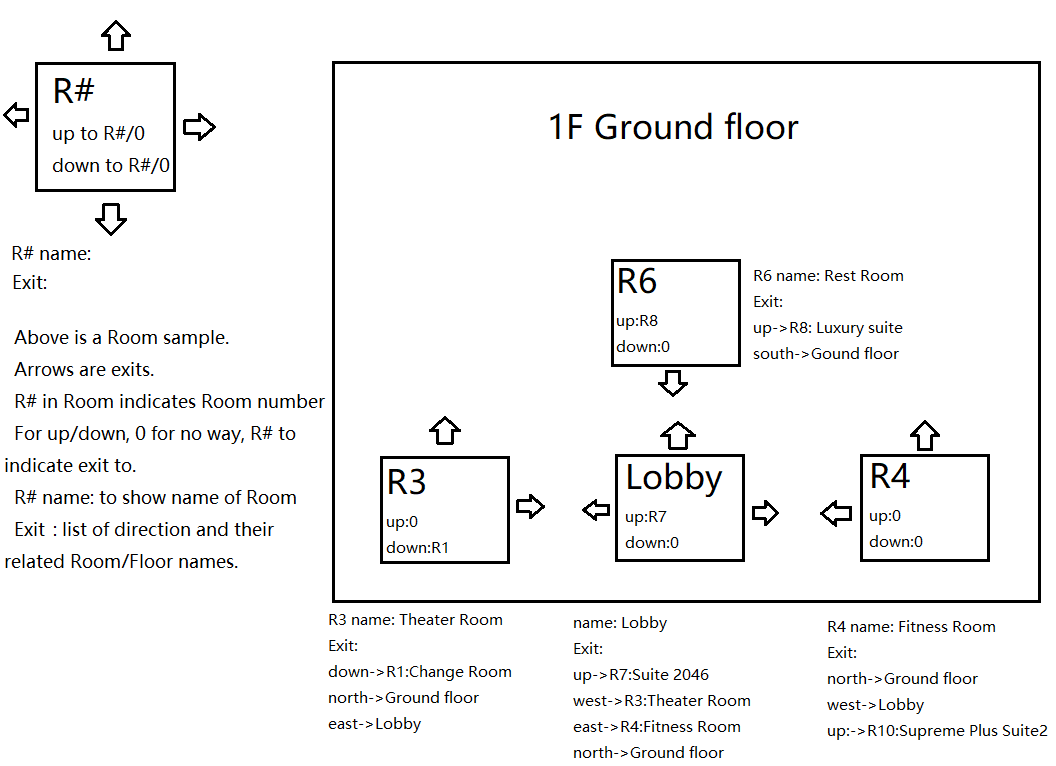 R#
up to R#/0
down to R#/0
R# name:
Exit:
Above is a Room sample.
Arrows are exits.
R# in Room indicates Room number
For up/down, 0 for no way, R# to
indicate exit to.
R# name: to show name of Room
Exit : list of direction and their
related Room/Floor names.
1F Ground floor
R6
up:R8
down:0
R6 name: Rest Room
Exit:
up->R8: Luxury suite
south->Gound floor
R3
up:0
down:R1
Lobby
up:R7
down:0
R4
up:0
down:0
R3 name: Theater Room
Exit:
down->R1:Change Room
north->Ground floor
east->Lobby
name: Lobby
Exit:
up->R7:Suite 2046
west->R3:Theater Room
east->R4:Fitness Room
north->Ground floor
R4 name: Fitness Room
Exit:
north->Ground floor
west->Lobby
up:->R10:Supreme Plus Suite2